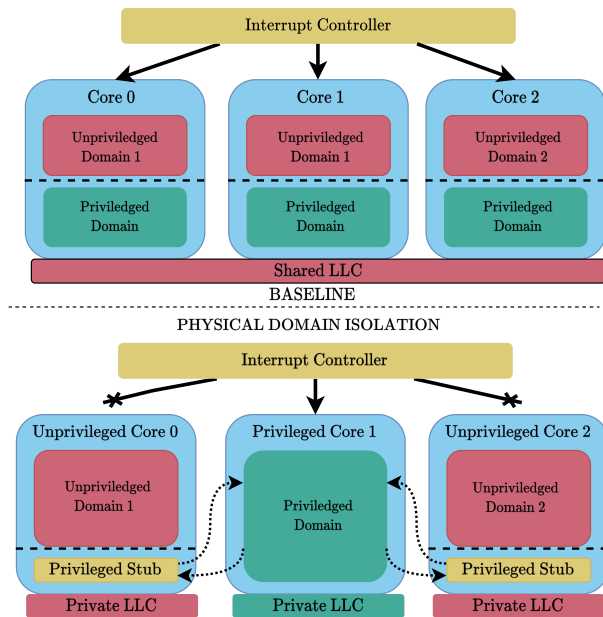 Interrupt Controller
Core 0
Core 1
Core 2
Unpriviledged
Domain 1
Unpriviledged
Domain 1
Unpriviledged
Domain 2
Priviledged
Domain
Priviledged
Domain
Priviledged
Domain
Shared LLC
BASELINE
PHYSICAL DOMAIN ISOLATION
Interrupt Controller
Unprivileged Core 0
Privileged Core 1
Unprivileged Core 2
Unpriviledged
Domain 1
Priviledged
Domain
Unpriviledged
Domain 2
Privileged Stub
Privileged Stub
Private LLC
Private LLC
Private LLC